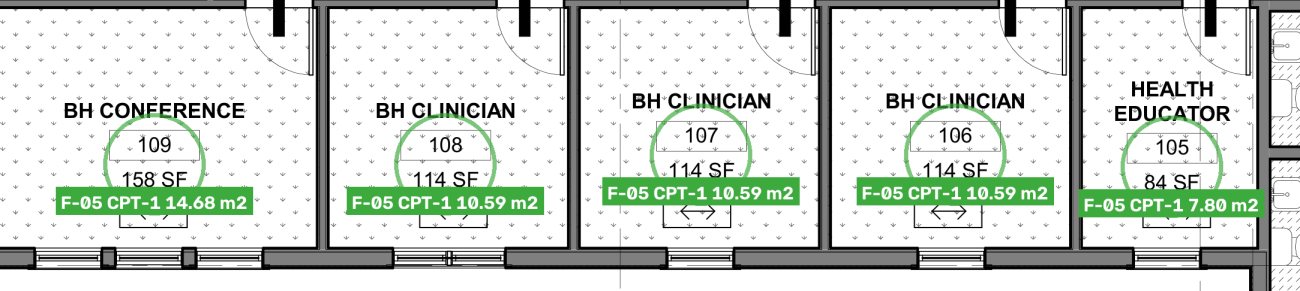 BH CONFERENCE
109
158 SF
F-05 CPT-1 14.68 m2
BH CLINICIAN
108
114 SF
F-05 CPT-1 10.59 m2
BH CLINICIAN
107
114 SF
F-05 CPT-1 10.59 m2
BH CLINICIAN
106
114 SF
F-05 CPT-1 10.59 m2
HEALTH
EDUCATOR
105
84 SF
F-05 CPT-1 7.80 m2